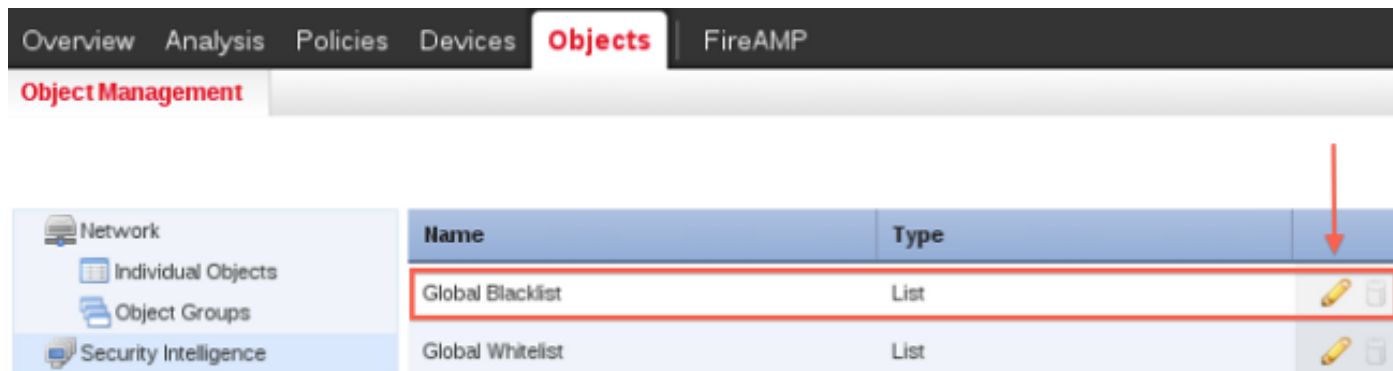 Overview Analysis Policies Devices Objects FireAMP
Object Management
Network
Individual Objects
Object Groups
Security Intelligence
Name Type
Global Blacklist List
Global Whitelist List